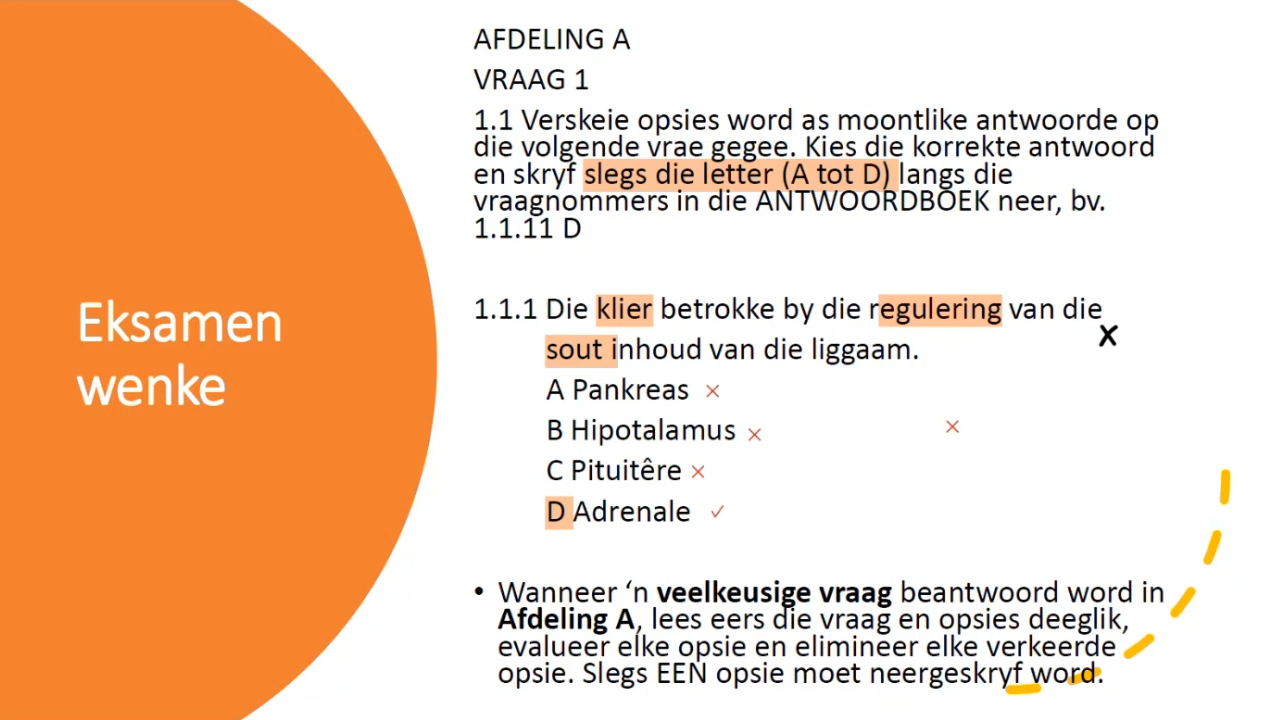 Eksamen
wenke
AFDELING A
VRAAG 1
1.1 Verskeie opsies word as moontlike antwoorde op
die volgende vrae gegee. Kies die korrekte antwoord
en skryf slegs die letter (A tot D) langs die
vraagnommers in die ANTWOORDBOEK neer, bv.
1.1.11 D
1.1.1 Die klier betrokke by die regulering van die
sout inhoud van die liggaam.
A Pankreas
B Hipotalamus
C Pituitêre
D Adrenale
• Wanneer ‘n veelkeusige vraag beantwoord word in
Afdeling A, lees eers die vraag en opsies deeglik,
evalueer elke opsie en elimineer elke verkeerde
opsie. Slegs EEN opsie moet neergeskryf word.